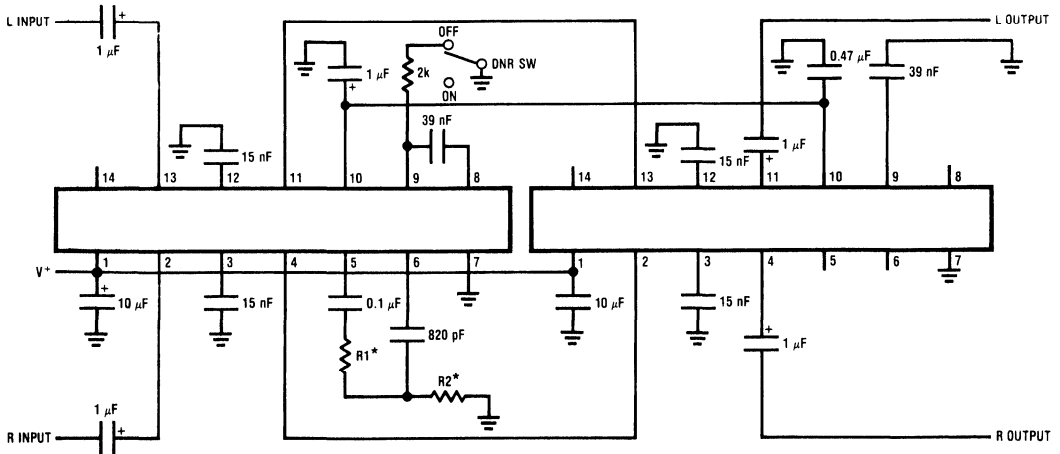 L INPUT
+
1 μF
OFF
DNR SW
2k
ON
1 μF
+
39 nF
15 nF
14
13
12
11
10
9
8
1
2
3
4
5
6
7
V+
+
10 μF
15 nF
0.1 μF
820 pF
R1*
R2*
1 μF
+
R INPUT
L OUTPUT
0.47 μF
39 nF
15 nF
1 μF
+
14
13
12
11
10
9
8
1
2
3
4
5
6
7
10 μF
15 nF
+
1 μF
R OUTPUT